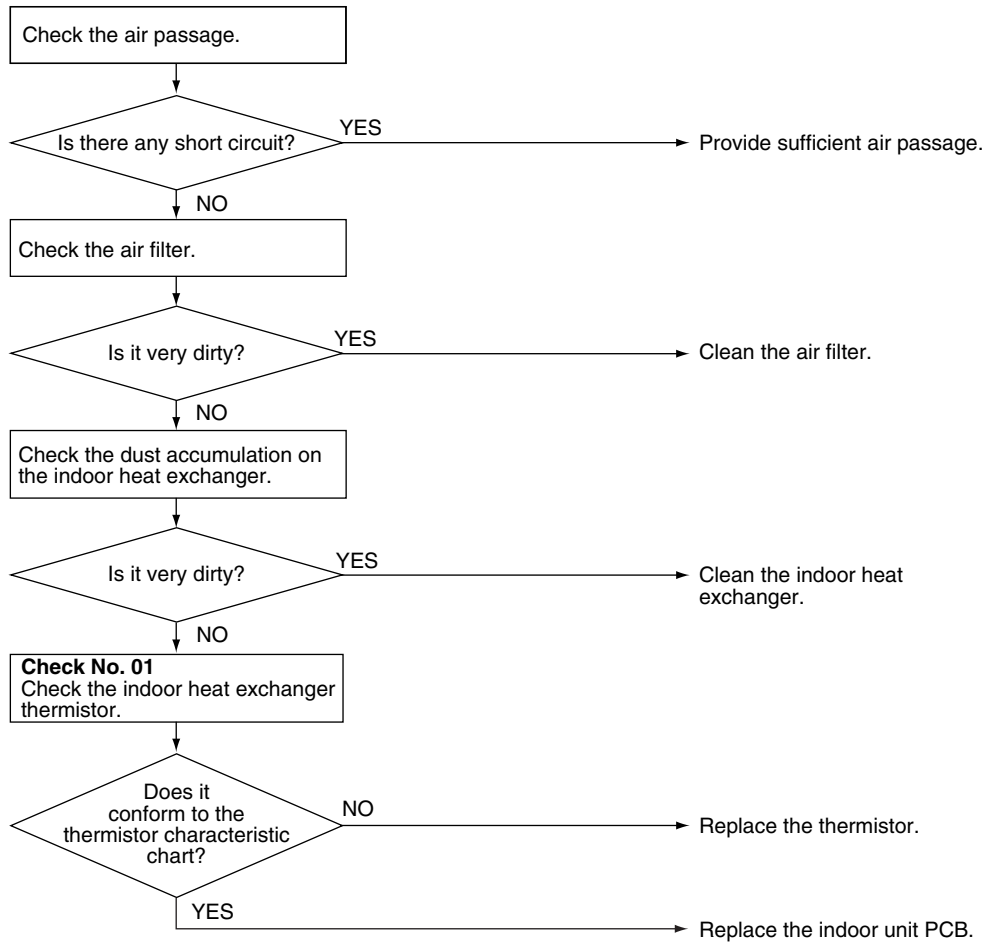 Check the air passage.
Is there any short circuit?
YES
Provide sufficient air passage.
NO
Check the air filter.
Is it very dirty?
YES
Clean the air filter.
NO
Check the dust accumulation on
the indoor heat exchanger.
Is it very dirty?
YES
Clean the indoor heat
exchanger.
NO
Check No. 01
Check the indoor heat exchanger
thermistor.
Does it
conform to the
thermistor characteristic
chart?
NO
Replace the thermistor.
YES
Replace the indoor unit PCB.